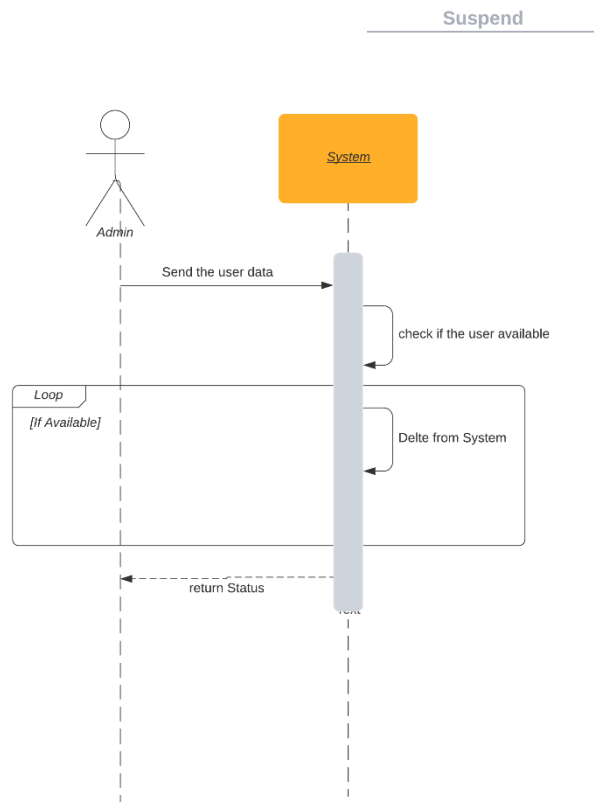 Suspend
System
Admin
Send the user data
check if the user available
Loop
[If Available]
Delte from System
return Status
Text